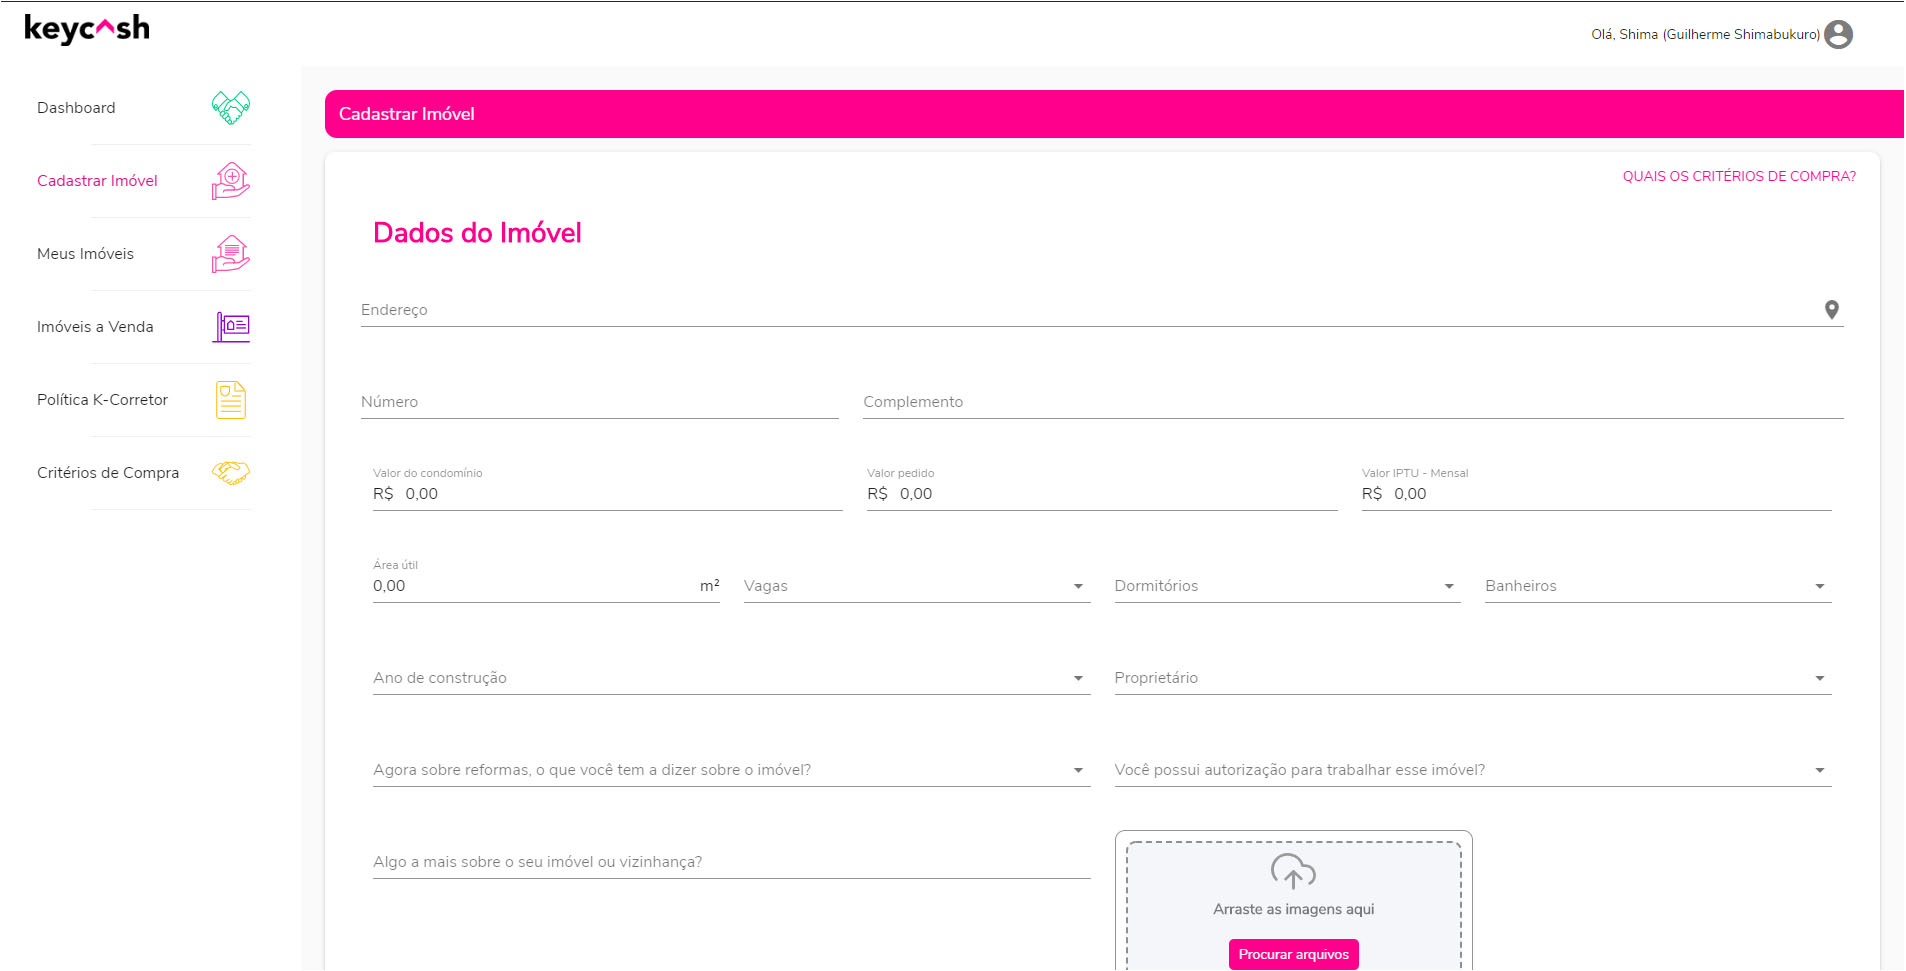 keycash
Olá, Shima (Guilherme Shimabukuro)
Dashboard
Cadastrar Imóvel
Meus Imóveis
Imóveis a Venda
Política K-Corretor
Critérios de Compra
Cadastrar Imóvel
QUAIS OS CRITÉRIOS DE COMPRA?
Dados do Imóvel
Endereço
Número Complemento
Valor do condomínio Valor pedido Valor IPTU - Mensal
R$ 0,00 R$ 0,00 R$ 0,00
Área útil
0,00 m² Vagas Dormitórios Banheiros
Ano de construção Proprietário
Agora sobre reformas, o que você tem a dizer sobre o imóvel? Você possui autorização para trabalhar esse imóvel?
Algo a mais sobre o seu imóvel ou vizinhança?
Arraste as imagens aqui
Procurar arquivos